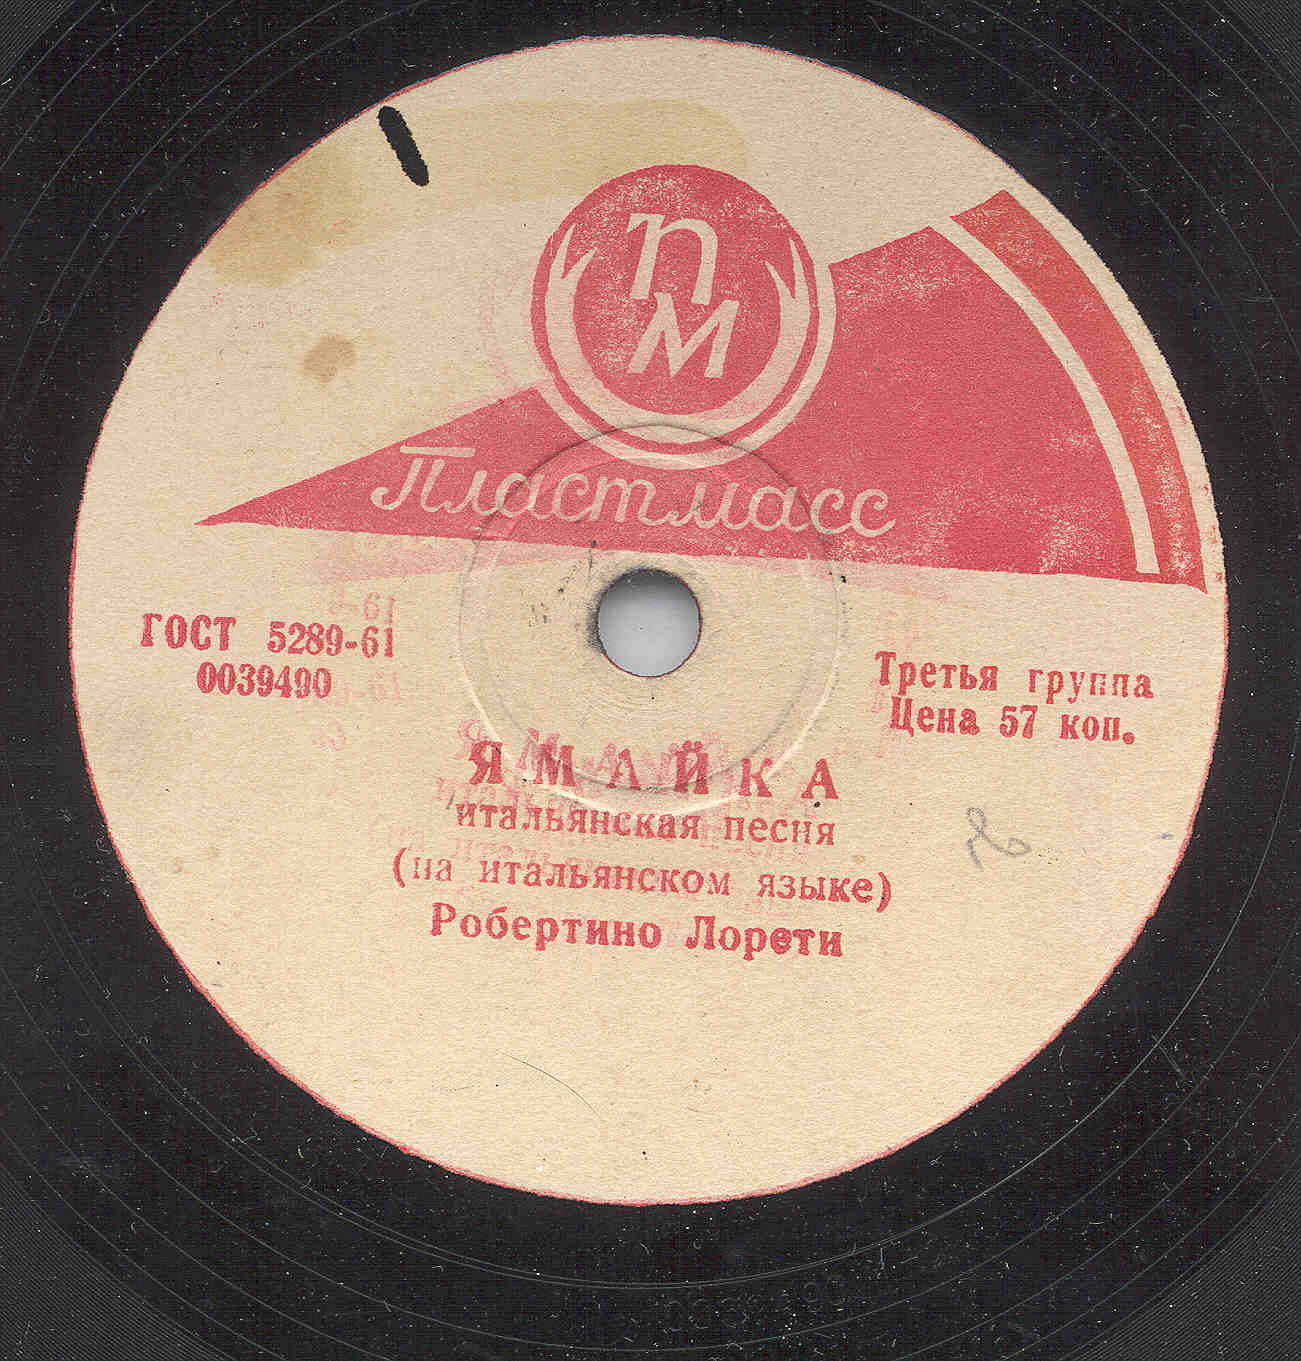 ПМ
Пластмасс
ГОСТ 5289-61
0039490
Третья группа
Цена 57 коп.
ЯМАЙКА
итальянская песня
(на итальянском языке)
Робертино Лорети